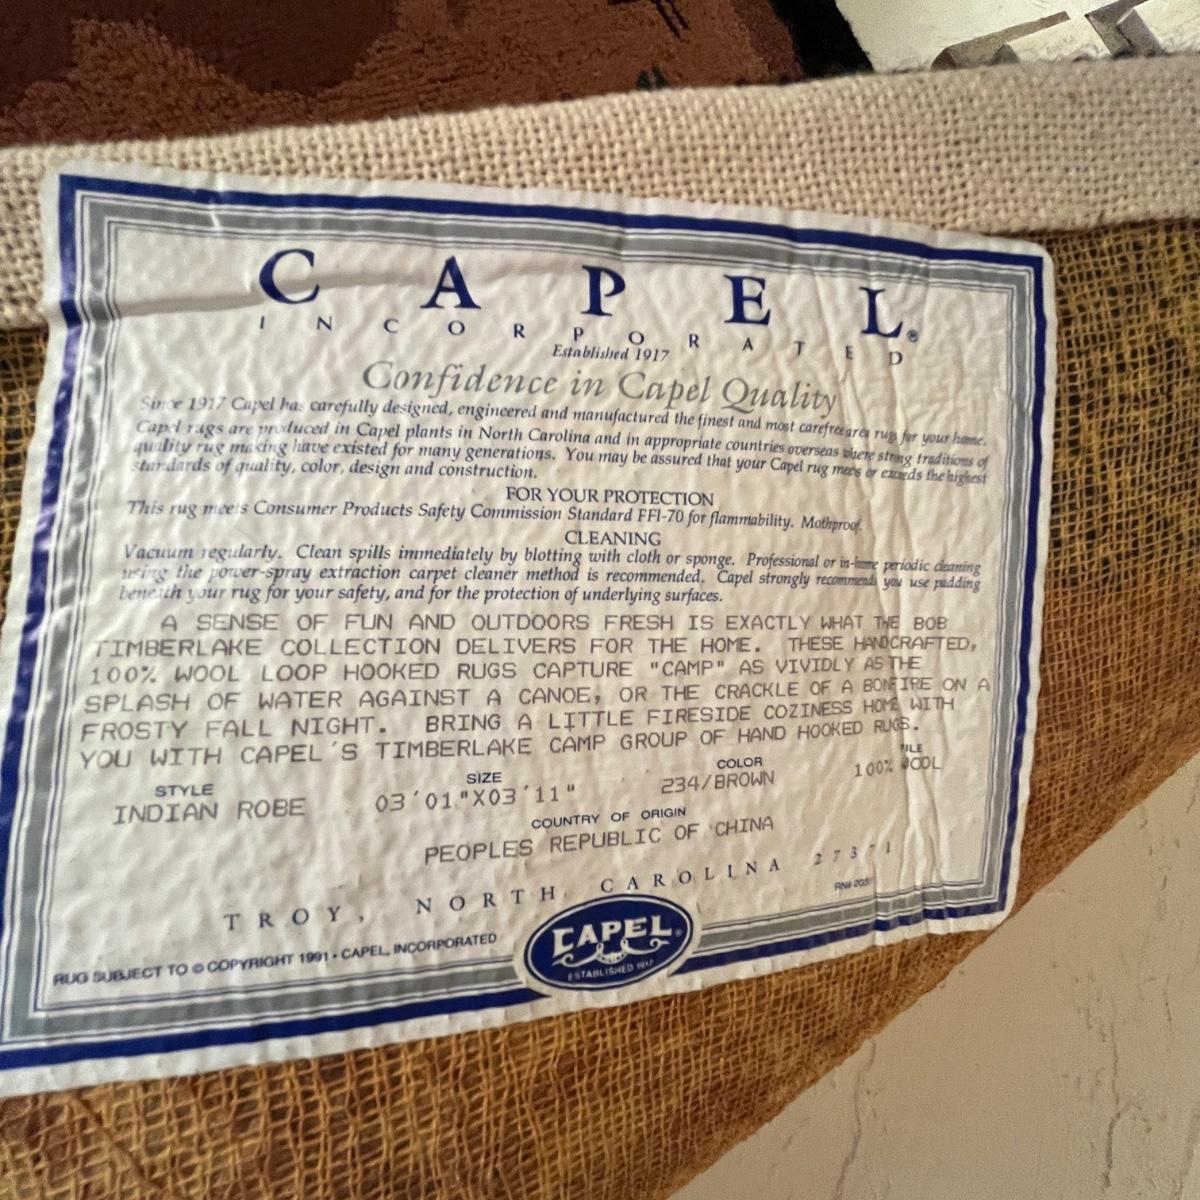 CAPEL®
INCORPORATED
Established 1917
Confidence in Capel Quality
Since 1917 Capel has carefully designed, engineered and manufactured the finest and most carefree area rugs for your home.
Capel rugs are produced in Capel plants in North Carolina and in appropriate countries overseas where strong traditions of
quality rug making have existed for many generations. You may be assured that your Capel rug meets or exceeds the highest
standards of quality, color, design and construction.
FOR YOUR PROTECTION
This rug meets Consumer Products Safety Commission Standard FFI-70 for flammability. Mothproof.
CLEANING
Vacuum regularly. Clean spills immediately by blotting with cloth or sponge. Professional or in-home periodic cleaning
using the power-spray extraction carpet cleaner method is recommended. Capel strongly recommends you use padding
beneath your rug for your safety, and for the protection of underlying surfaces.
A SENSE OF FUN AND OUTDOORS FRESH IS EXACTLY WHAT THE BOB
TIMBERLAKE COLLECTION DELIVERS FOR THE HOME. THESE HANDCRAFTED,
100% WOOL LOOP HOOKED RUGS CAPTURE "CAMP" AS VIVIDLY AS THE
SPLASH OF WATER AGAINST A CANOE, OR THE CRACKLE OF A BONFIRE ON A
FROSTY FALL NIGHT. BRING A LITTLE FIRESIDE COZINESS HOME WITH
YOU WITH CAPEL'S TIMBERLAKE CAMP GROUP OF HAND HOOKED RUGS.
STYLE SIZE COLOR PILE
INDIAN ROBE 03'01"X03'11" 234/BROWN 100% WOOL
COUNTRY OF ORIGIN
PEOPLES REPUBLIC OF CHINA
TROY, NORTH CAROLINA 27371
RN#
RUG SUBJECT TO © COPYRIGHT 1991 • CAPEL, INCORPORATED
CAPEL®
ESTABLISHED 1917